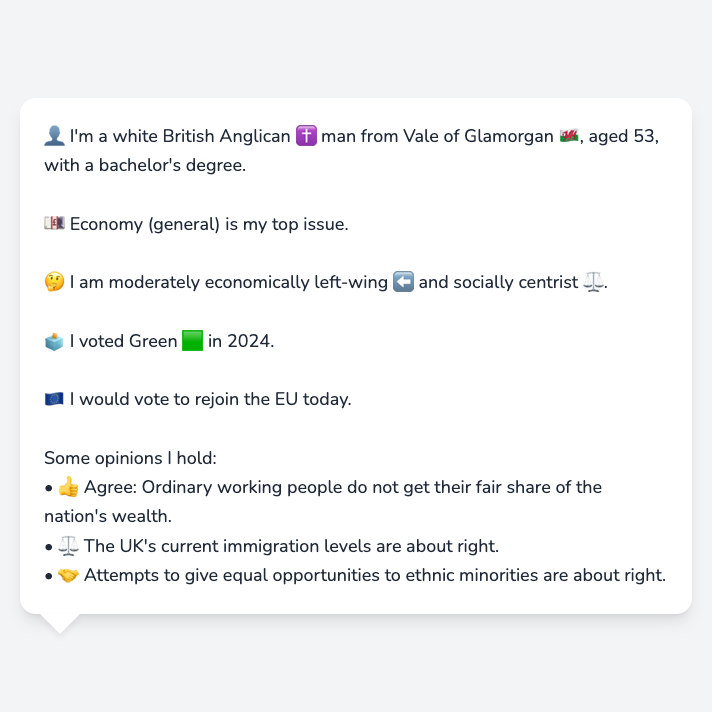 👤 I'm a white British Anglican ✝️ man from Vale of Glamorgan 🏴󠁧󠁢󠁷󠁬󠁳󠁿, aged 53,
with a bachelor's degree.
💷 Economy (general) is my top issue.
🤔 I am moderately economically left-wing ⬅️ and socially centrist ⚖️.
🗳️ I voted Green 🟩 in 2024.
🇪🇺 I would vote to rejoin the EU today.
Some opinions I hold:
• 👍 Agree: Ordinary working people do not get their fair share of the
nation's wealth.
• ⚖️ The UK's current immigration levels are about right.
• 🤝 Attempts to give equal opportunities to ethnic minorities are about right.